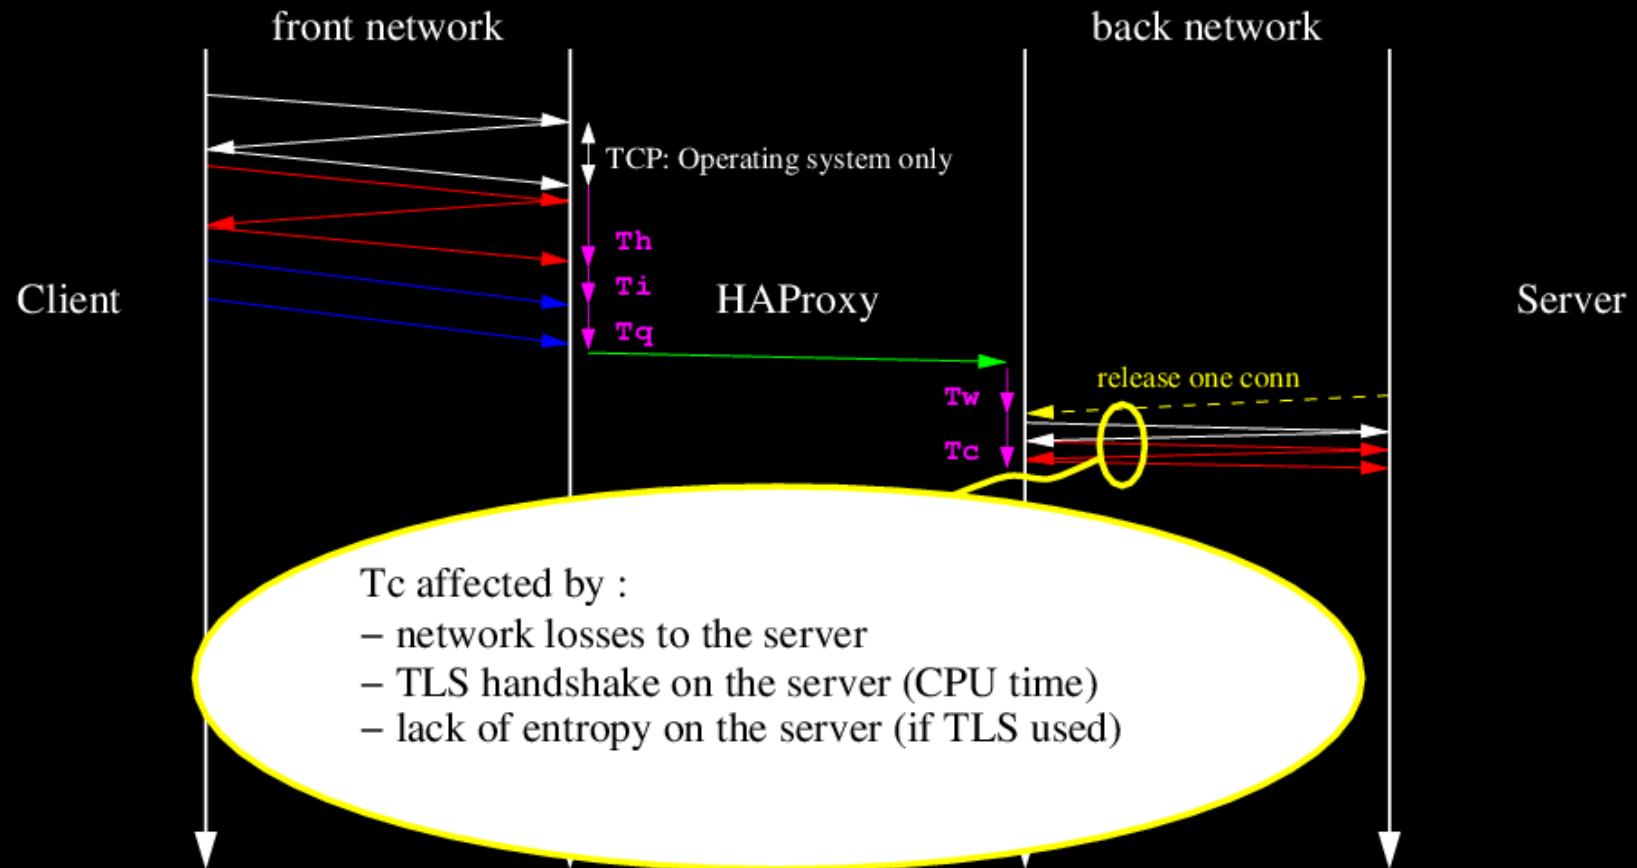 front network
back network
TCP: Operating system only
Th
Ti
Client
HAProxy
Server
Tq
release one conn
Tw
Tc
Tc affected by :
– network losses to the server
– TLS handshake on the server (CPU time)
– lack of entropy on the server (if TLS used)